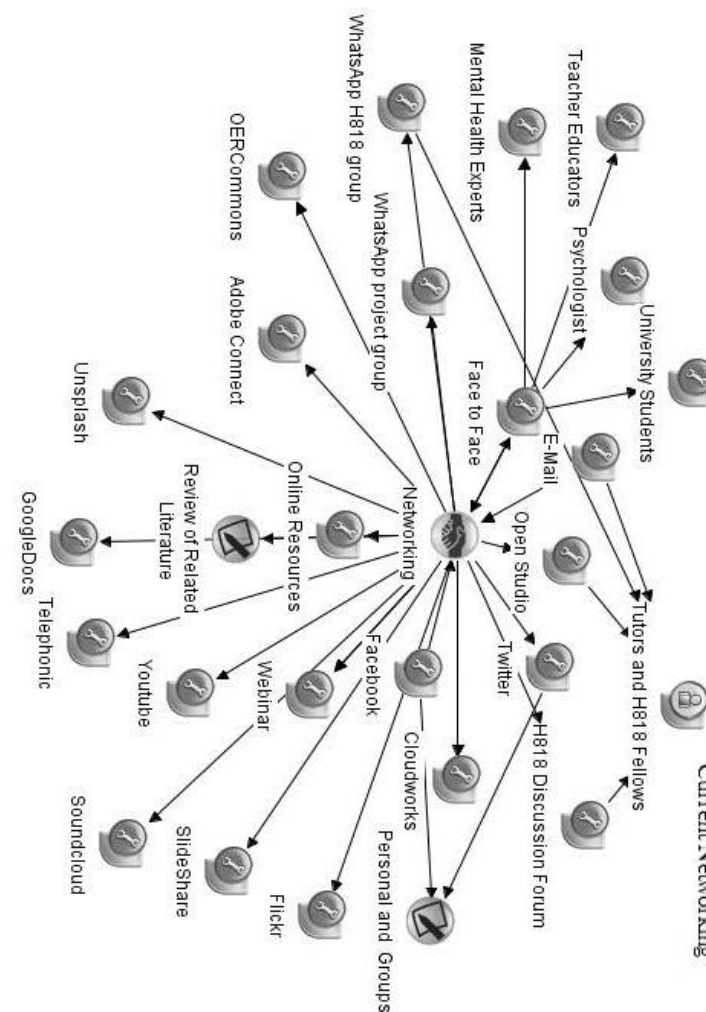 Current Networking
University Students
Tutors and H818 Fellows
Teacher Educators
Psychologist
E-Mail
H818 Discussion Forum
Open Studio
Twitter
Mental Health Experts
Face to Face
Networking
Cloudworks
WhatsApp project group
Personal and Groups
Facebook
WhatsApp H818 group
Online Resources
Flickr
Webinar
OERCommons
Adobe Connect
Review of Related
Literature
SlideShare
Youtube
Unsplash
Soundcloud
Telephonic
GoogleDocs